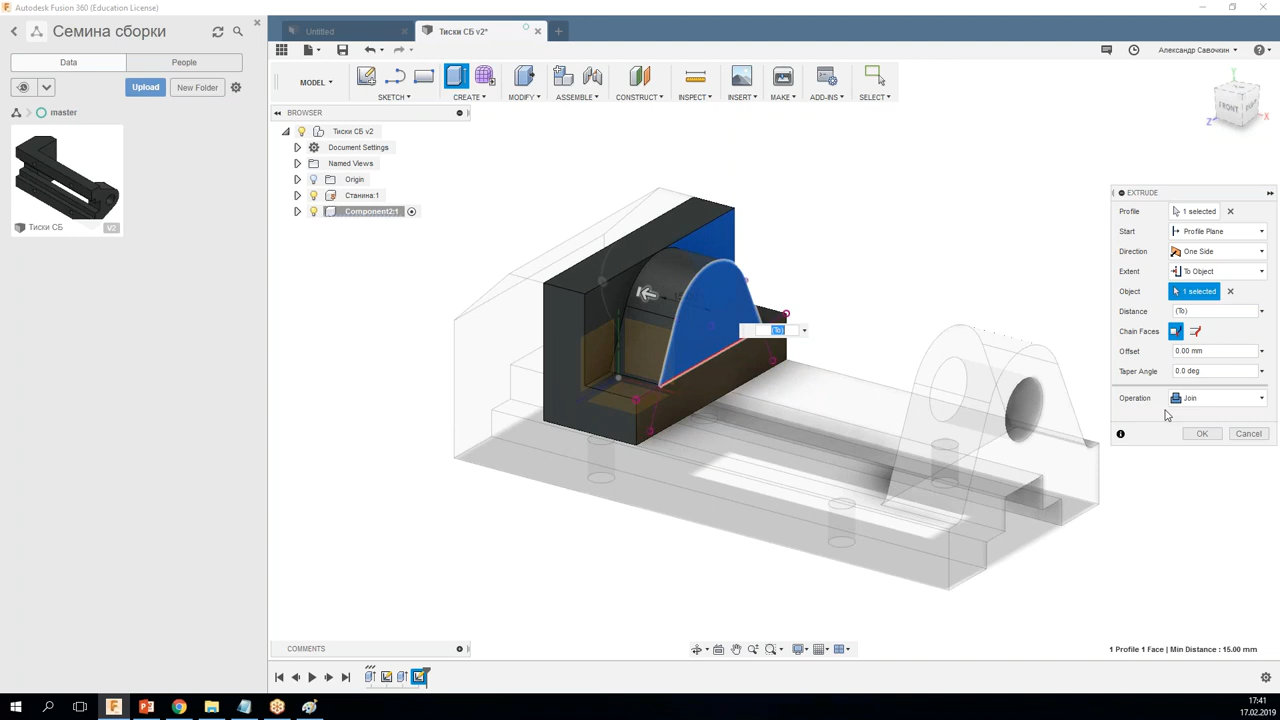 Autodesk Fusion 360 (Education License)
Семина сборки
Data
People
Upload
New Folder
master
Тиски СБ
V2
Untitled
Тиски СБ v2*
Александр Савочкин
MODEL
SKETCH
CREATE
MODIFY
ASSEMBLE
CONSTRUCT
INSPECT
INSERT
MAKE
ADD-INS
SELECT
BROWSER
Тиски СБ v2
Document Settings
Named Views
Origin
Станина:1
Component2:1
FRONT
Z
X
Y
(To)
EXTRUDE
Profile
1 selected
Start
Profile Plane
Direction
One Side
Extent
To Object
Object
1 selected
Distance
(To)
Chain Faces
Offset
0.00 mm
Taper Angle
0.0 deg
Operation
Join
OK
Cancel
COMMENTS
1 Profile 1 Face | Min Distance : 15.00 mm
17:41
17.02.2019